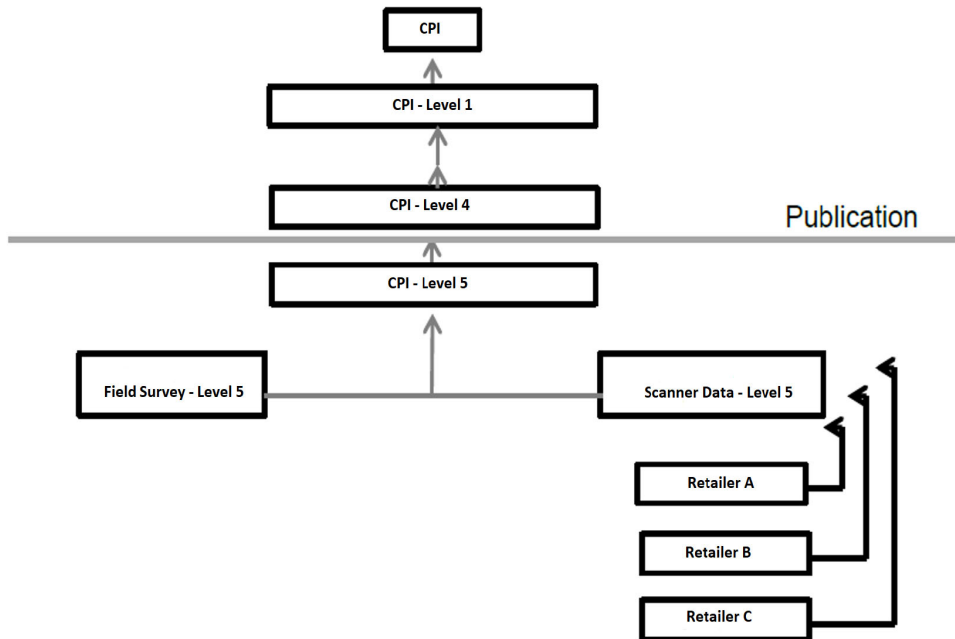 CPI
CPI - Level 1
CPI - Level 4
Publication
CPI - Level 5
Field Survey - Level 5
Scanner Data - Level 5
Retailer A
Retailer B
Retailer C